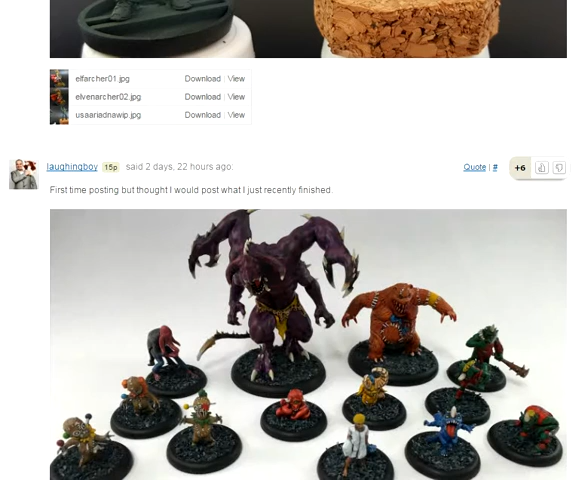 elfarcher01.jpg Download | View
elvenarcher02.jpg Download | View
usaariadnawip.jpg Download | View
laughingboy 15p said 2 days, 22 hours ago: Quote | # +6
First time posting but thought I would post what I just recently finished.